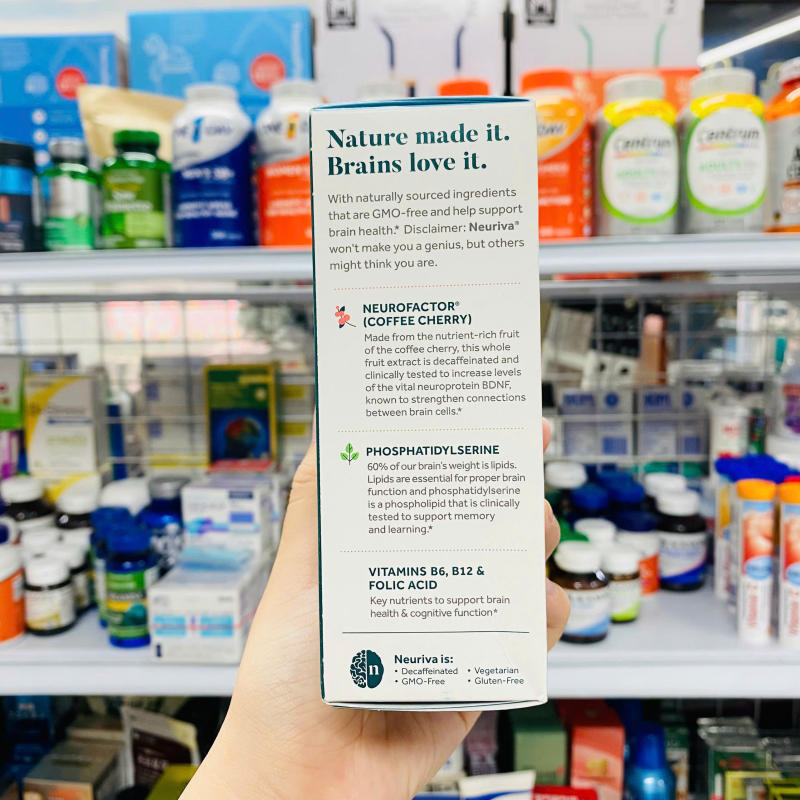 Nature made it.
Brains love it.
With naturally sourced ingredients
that are GMO-free and help support
brain health.* Disclaimer: Neuriva®
won't make you a genius, but others
might think you are.
NEUROFACTOR®
(COFFEE CHERRY)
Made from the nutrient-rich fruit
of the coffee cherry, this whole
fruit extract is decaffeinated and
clinically tested to increase levels
of the vital neuroprotein BDNF,
known to strengthen connections
between brain cells.*
PHOSPHATIDYLSERINE
60% of our brain's weight is lipids.
Lipids are essential for proper brain
function and phosphatidylserine
is a phospholipid that is clinically
tested to support memory
and learning.*
VITAMINS B6, B12 &
FOLIC ACID
Key nutrients to support brain
health & cognitive function*
n
Neuriva is:
• Decaffeinated • Vegetarian
• GMO-Free • Gluten-Free
Centrum
Centrum